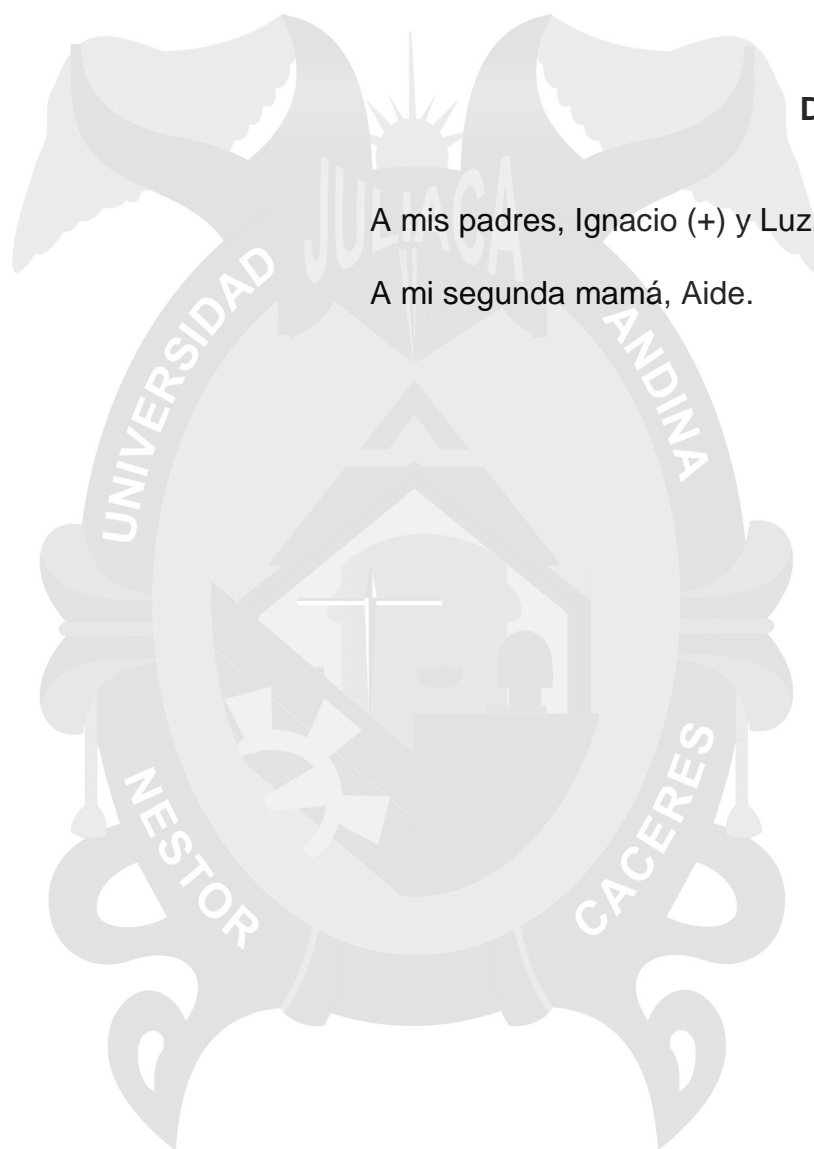 D
A mis padres, Ignacio (+) y Luz
A mi segunda mamá, Aide.
JULIACA
UNIVERSIDAD
ANDINA
NESTOR
CACERES